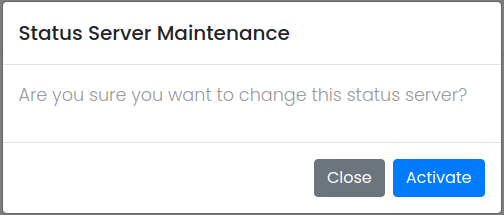 Status Server Maintenance
Are you sure you want to change this status server?
Close
Activate